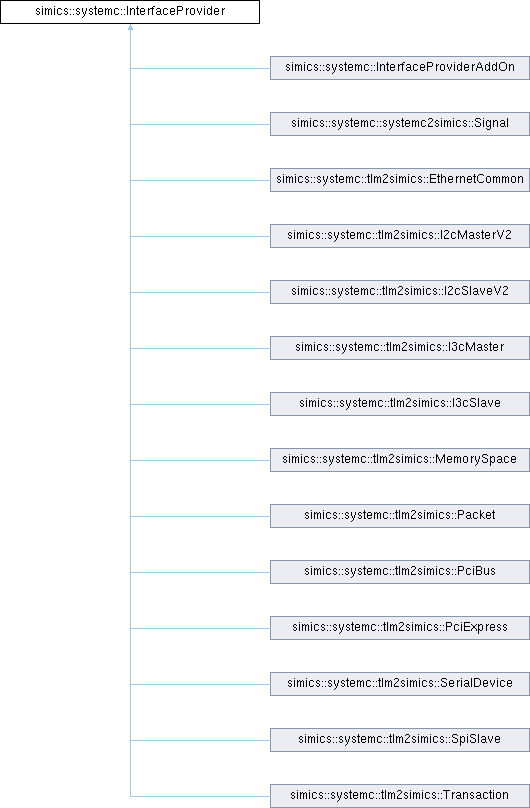 simics::systemc::InterfaceProvider
simics::systemc::InterfaceProviderAddOn
simics::systemc::systemc2simics::Signal
simics::systemc::tlm2simics::EthernetCommon
simics::systemc::tlm2simics::I2cMasterV2
simics::systemc::tlm2simics::I2cSlaveV2
simics::systemc::tlm2simics::I3cMaster
simics::systemc::tlm2simics::I3cSlave
simics::systemc::tlm2simics::MemorySpace
simics::systemc::tlm2simics::Packet
simics::systemc::tlm2simics::PciBus
simics::systemc::tlm2simics::PciExpress
simics::systemc::tlm2simics::SerialDevice
simics::systemc::tlm2simics::SpiSlave
simics::systemc::tlm2simics::Transaction